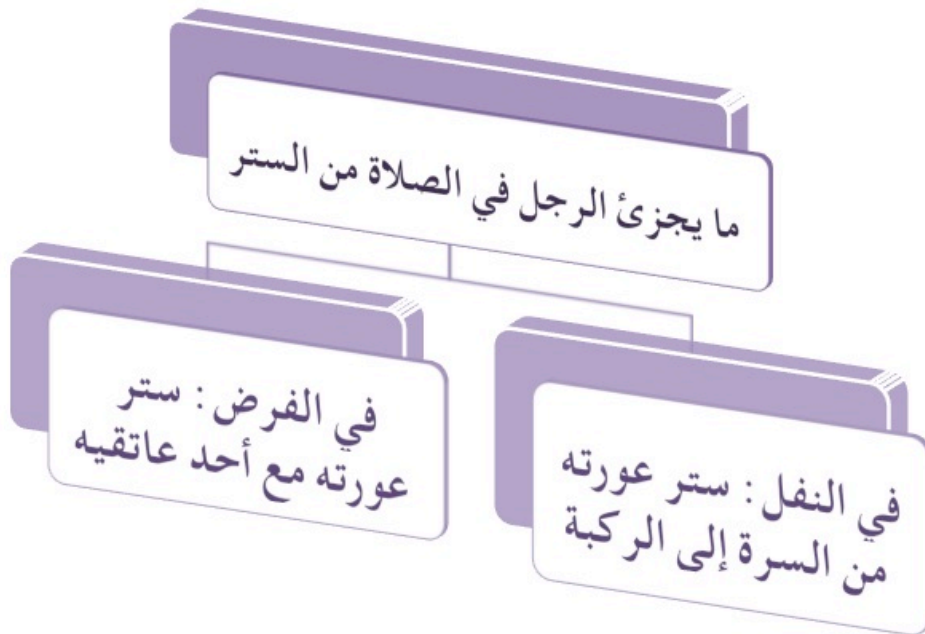 ما يجزئ الرجل في الصلاة من الستر
في النفل: ستر عورته
من السرة إلى الركبة
في الفرض: ستر
عورته مع أحد عاتقيه